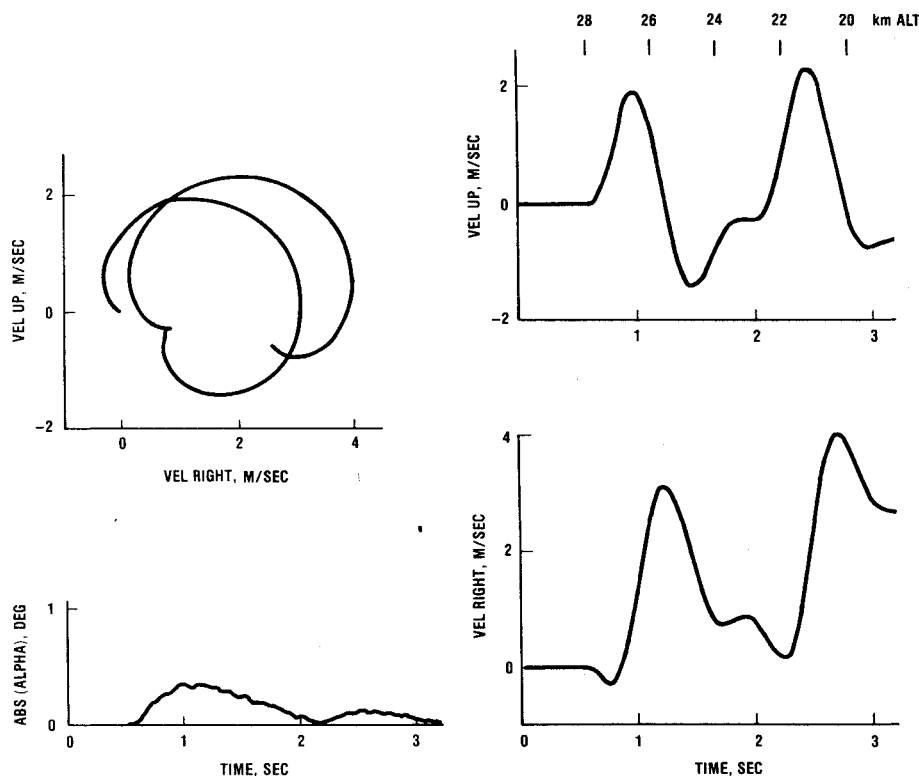 2
0
-2
VEL UP, M/SEC
0 2 4
VEL RIGHT, M/SEC
1
0
ABS (ALPHA), DEG
0 1 2 3
TIME, SEC
28 26 24 22 20 km ALT
2
0
-2
VEL UP, M/SEC
1 2 3
4
2
0
VEL RIGHT, M/SEC
1 2 3
TIME, SEC